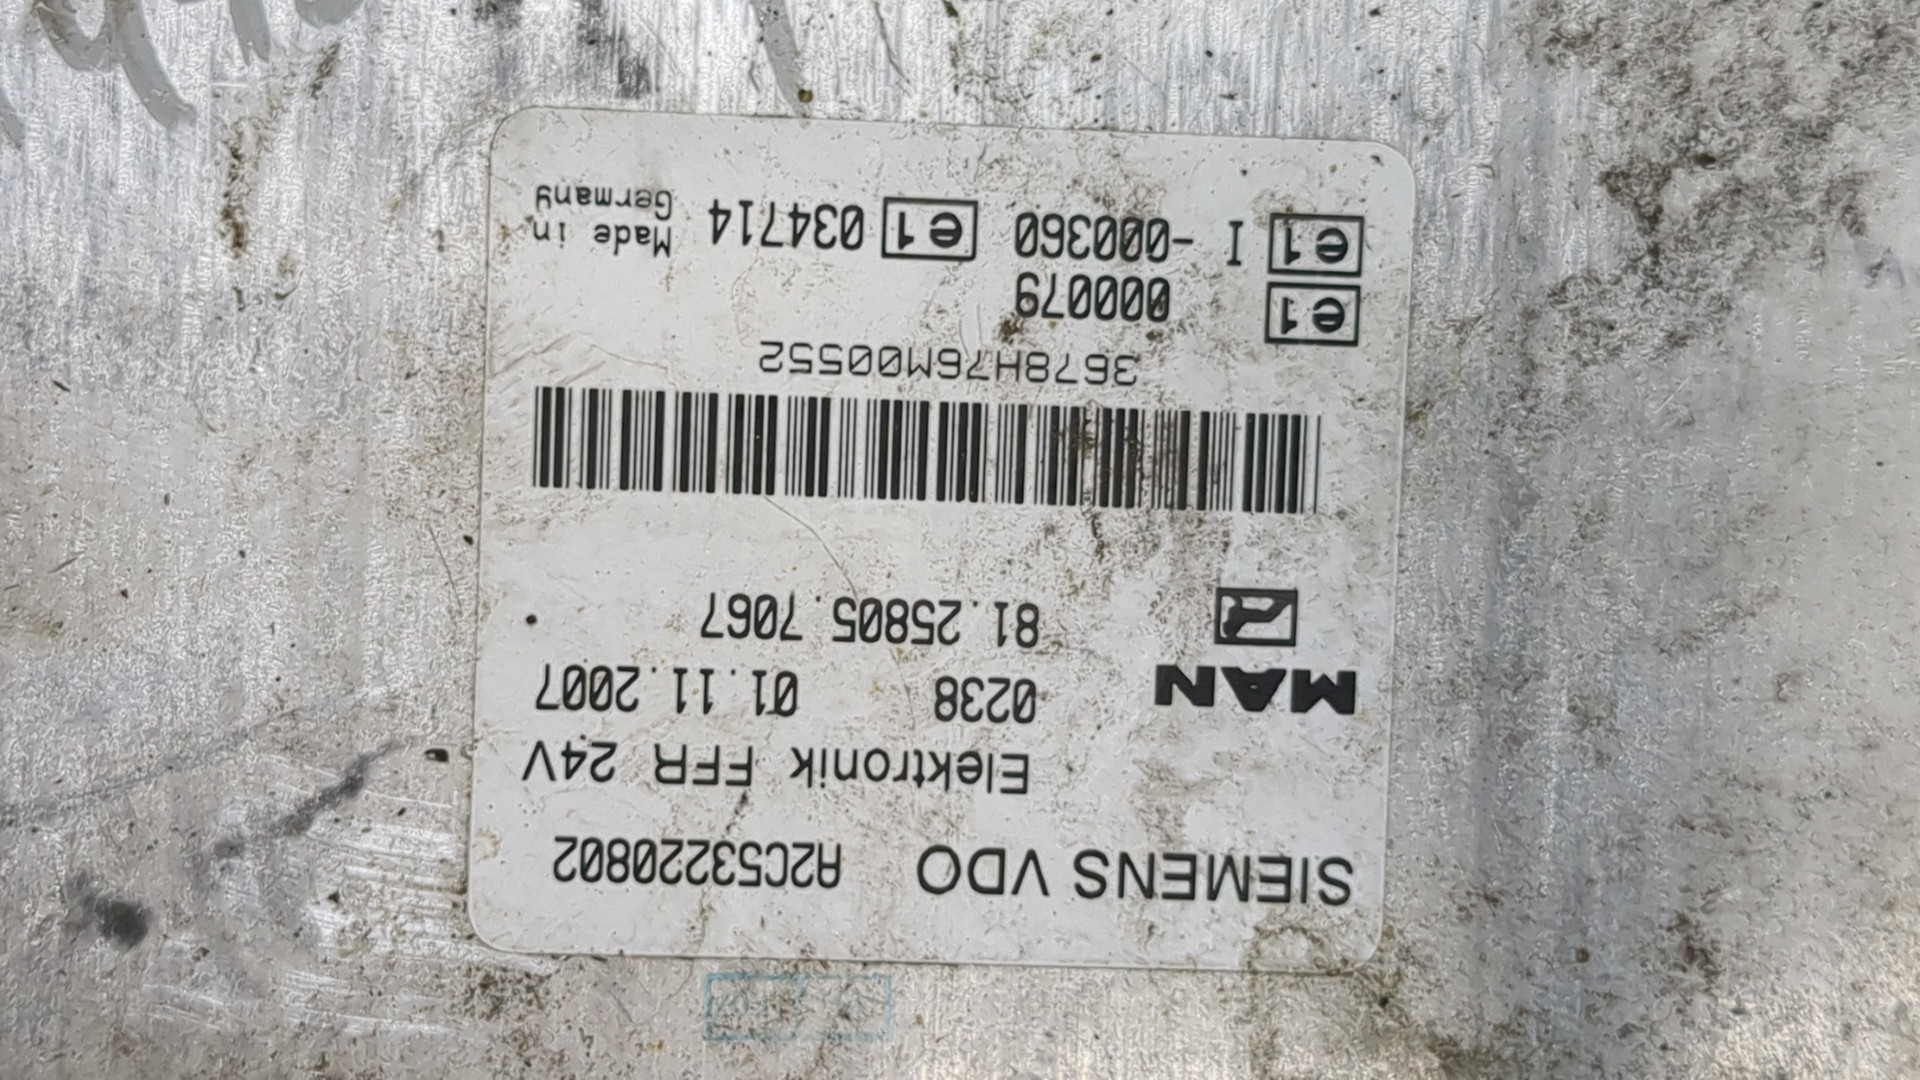 SIEMENS VDO A2C53220802
Elektronik FFR 24V
MAN 0238 01.11.2007
81.25805.7067
3678H76M00552
e1 000079
e1 I -000360 e1 034714 Made in
Germany